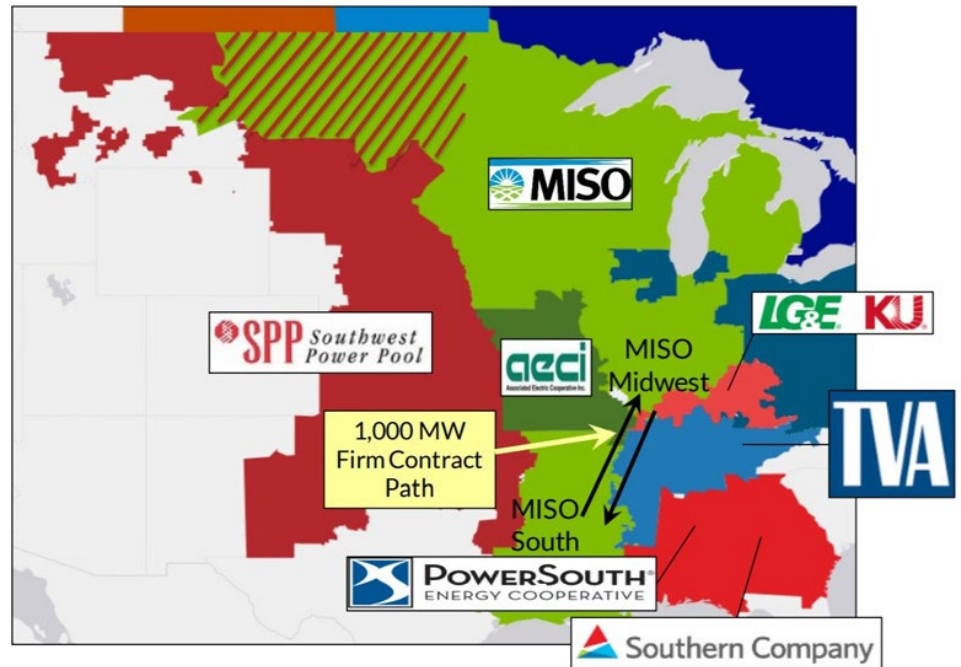 MISO
LG&E KU
SPP Southwest
Power Pool
aeci
Associated Electric Cooperative Inc.
MISO
Midwest
TVA
1,000 MW
Firm Contract
Path
MISO
South
POWERSOUTH
ENERGY COOPERATIVE
Southern Company